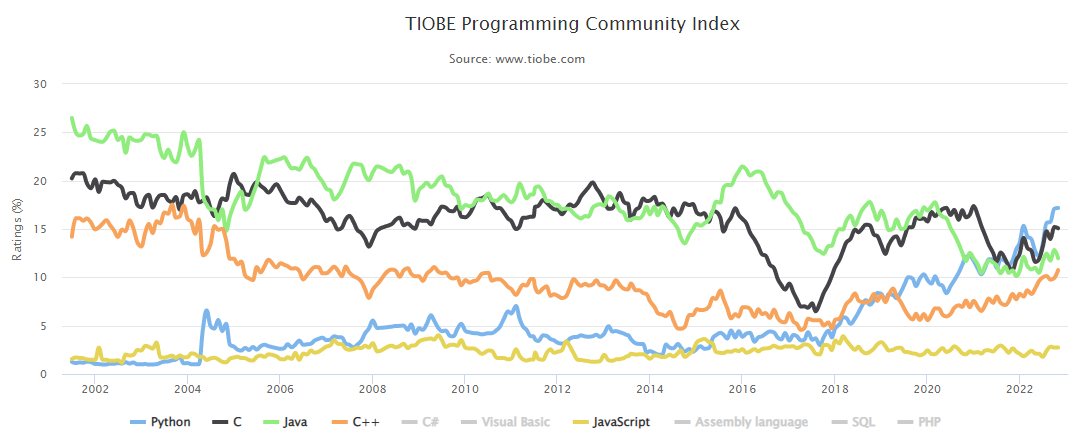 TIOBE Programming Community Index
Source: www.tiobe.com
Ratings (%)
30
25
20
15
10
5
0
2002 2004 2006 2008 2010 2012 2014 2016 2018 2020 2022
Python C Java C++ C# Visual Basic JavaScript Assembly language SQL PHP